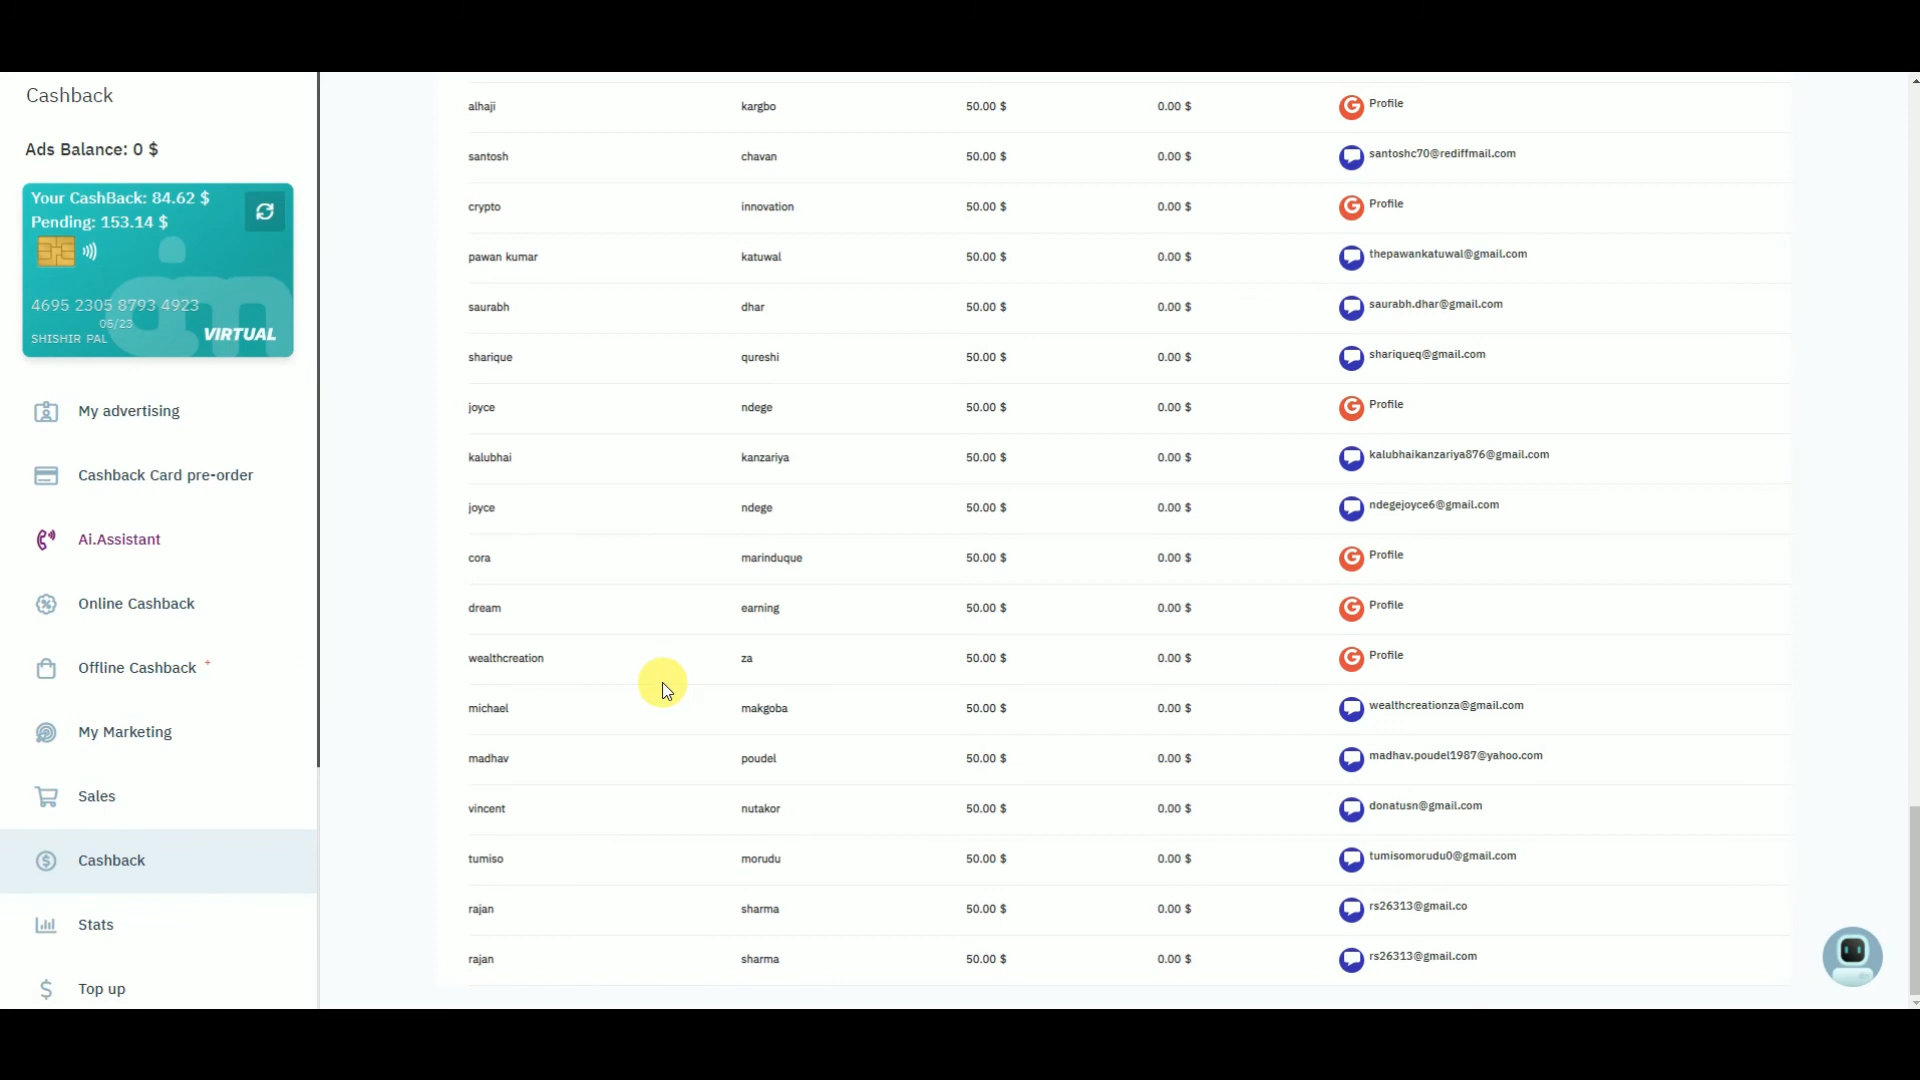 Cashback
Ads Balance: 0 $
Your CashBack: 84.62 $
Pending: 153.14 $
4695 2305 8793 4923
05/23
SHISHIR PAL
VIRTUAL
My advertising
Cashback Card pre-order
Ai.Assistant
Online Cashback
Offline Cashback +
My Marketing
Sales
Cashback
Stats
Top up
alhaji kargbo 50.00 $ 0.00 $ G Profile
santosh chavan 50.00 $ 0.00 $ santoshc70@rediffmail.com
crypto innovation 50.00 $ 0.00 $ G Profile
pawan kumar katuwal 50.00 $ 0.00 $ thepawankatuwal@gmail.com
saurabh dhar 50.00 $ 0.00 $ saurabh.dhar@gmail.com
sharique qureshi 50.00 $ 0.00 $ shariqueq@gmail.com
joyce ndege 50.00 $ 0.00 $ G Profile
kalubhai kanzariya 50.00 $ 0.00 $ kalubhaikanzariya876@gmail.com
joyce ndege 50.00 $ 0.00 $ ndegejoyce6@gmail.com
cora marinduque 50.00 $ 0.00 $ G Profile
dream earning 50.00 $ 0.00 $ G Profile
wealthcreation za 50.00 $ 0.00 $ G Profile
michael makgoba 50.00 $ 0.00 $ wealthcreationza@gmail.com
madhav poudel 50.00 $ 0.00 $ madhav.poudel1987@yahoo.com
vincent nutakor 50.00 $ 0.00 $ donatusn@gmail.com
tumiso morudu 50.00 $ 0.00 $ tumisomorudu0@gmail.com
rajan sharma 50.00 $ 0.00 $ rs26313@gmail.co
rajan sharma 50.00 $ 0.00 $ rs26313@gmail.com